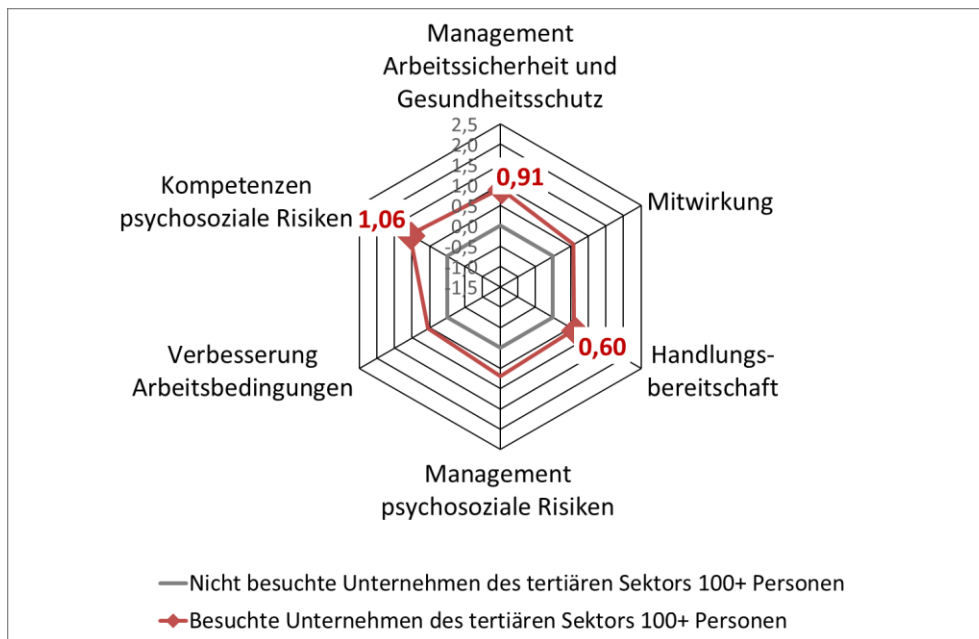 Management
Arbeitssicherheit und
Gesundheitsschutz
2,5
2,0
1,5
1,0
0,5
0,0
-0,5
-1,0
-1,5
0,91
Mitwirkung
Kompetenzen
psychosoziale Risiken
1,06
0,60
Handlungs-
bereitschaft
Verbesserung
Arbeitsbedingungen
Management
psychosoziale Risiken
Nicht besuchte Unternehmen des tertiären Sektors 100+ Personen
Besuchte Unternehmen des tertiären Sektors 100+ Personen